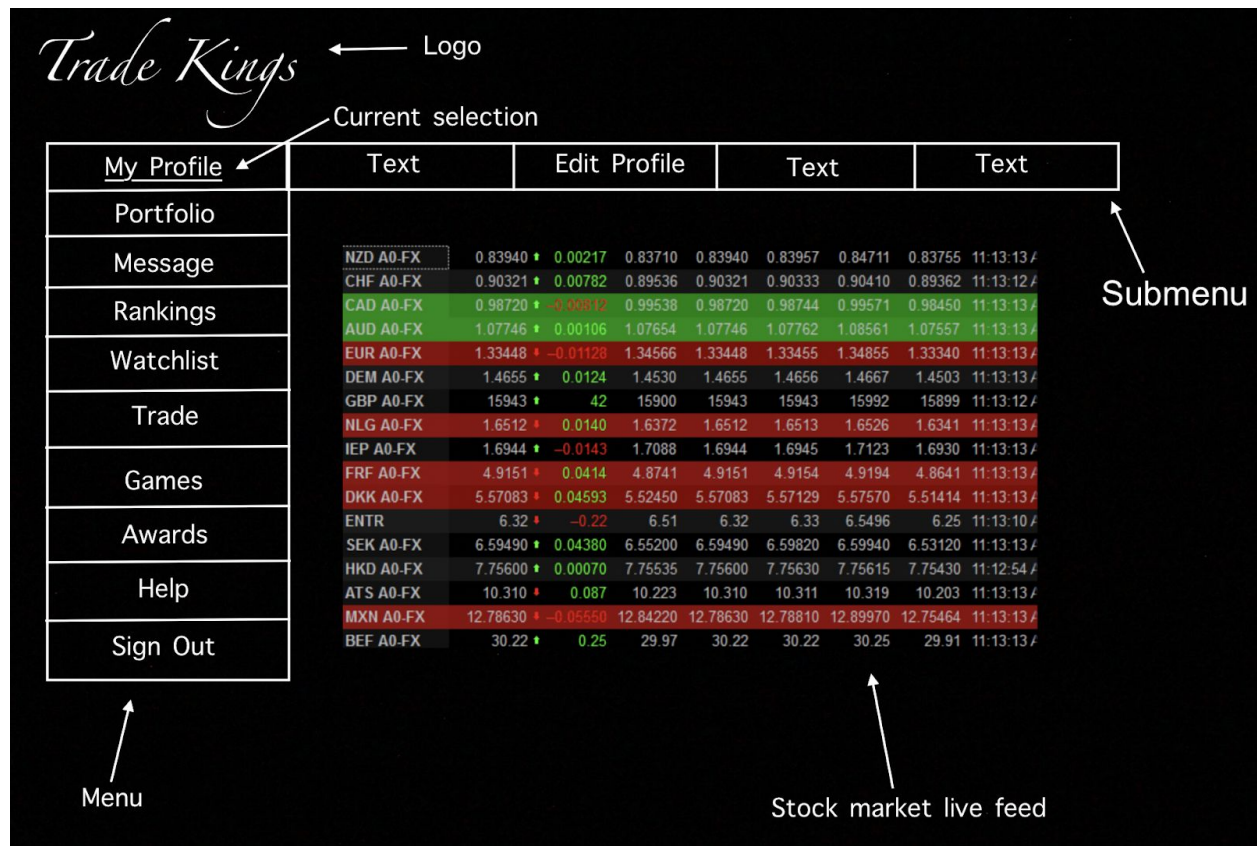 Trade Kings
Logo
Current selection
My Profile Text Edit Profile Text Text
Portfolio
Message
Rankings
Watchlist
Trade
Games
Awards
Help
Sign Out
Submenu
NZD A0-FX 0.83940 0.00217 0.83710 0.83940 0.83957 0.84711 0.83755 11:13:13
CHF A0-FX 0.90321 0.00782 0.89536 0.90321 0.90333 0.90410 0.89362 11:13:12
CAD A0-FX 0.98720 -0.00812 0.99538 0.98720 0.98744 0.99571 0.98450 11:13:13
AUD A0-FX 1.07746 0.00106 1.07654 1.07746 1.07762 1.08561 1.07557 11:13:13
EUR A0-FX 1.33448 -0.01128 1.34566 1.33448 1.33455 1.34855 1.33340 11:13:13
DEM A0-FX 1.4655 0.0124 1.4530 1.4655 1.4656 1.4667 1.4503 11:13:13
GBP A0-FX 15943 42 15900 15943 15943 15992 15899 11:13:12
NLG A0-FX 1.6512 0.0140 1.6372 1.6512 1.6513 1.6526 1.6341 11:13:13
IEP A0-FX 1.6944 -0.0143 1.7088 1.6944 1.6945 1.7123 1.6930 11:13:13
FRF A0-FX 4.9151 0.0414 4.8741 4.9151 4.9154 4.9194 4.8641 11:13:13
DKK A0-FX 5.57083 0.04593 5.52450 5.57083 5.57129 5.57570 5.51414 11:13:13
ENTR 6.32 -0.22 6.51 6.32 6.33 6.5496 6.25 11:13:10
SEK A0-FX 6.59490 0.04380 6.55200 6.59490 6.59820 6.59940 6.53120 11:13:13
HKD A0-FX 7.75600 0.00070 7.75535 7.75600 7.75630 7.75615 7.75430 11:12:54
ATS A0-FX 10.310 0.087 10.223 10.310 10.311 10.319 10.203 11:13:13
MXN A0-FX 12.78630 -0.05550 12.84220 12.78630 12.78810 12.89970 12.75464 11:13:13
BEF A0-FX 30.22 0.25 29.97 30.22 30.22 30.25 29.91 11:13:13
Menu
Stock market live feed